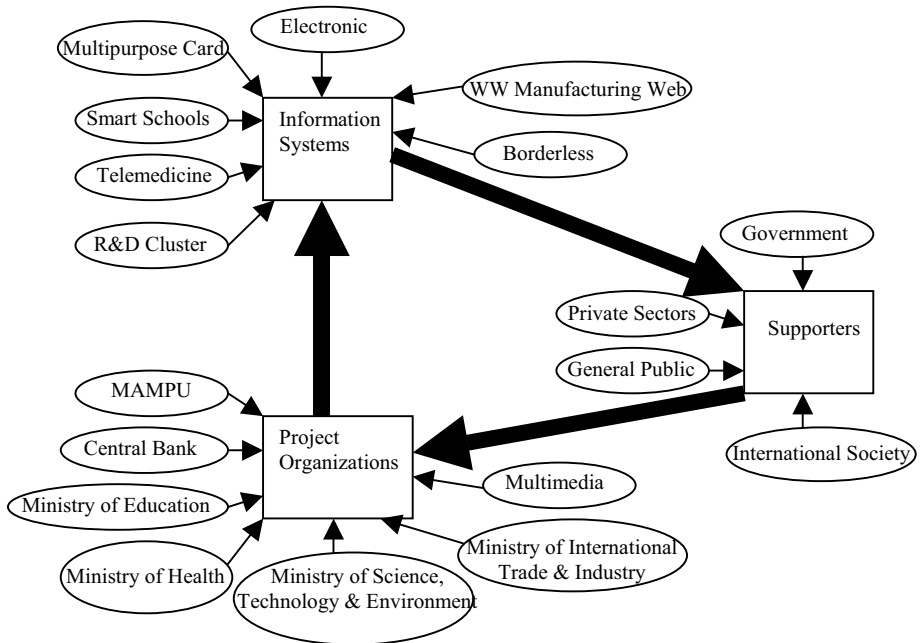 Electronic
Multipurpose Card
WW Manufacturing Web
Smart Schools
Information
Systems
Borderless
Telemedicine
R&D Cluster
Government
Private Sectors
Supporters
General Public
MAMPU
Project
Organizations
Central Bank
International Society
Multimedia
Ministry of Education
Ministry of International
Trade & Industry
Ministry of Health
Ministry of Science,
Technology & Environment